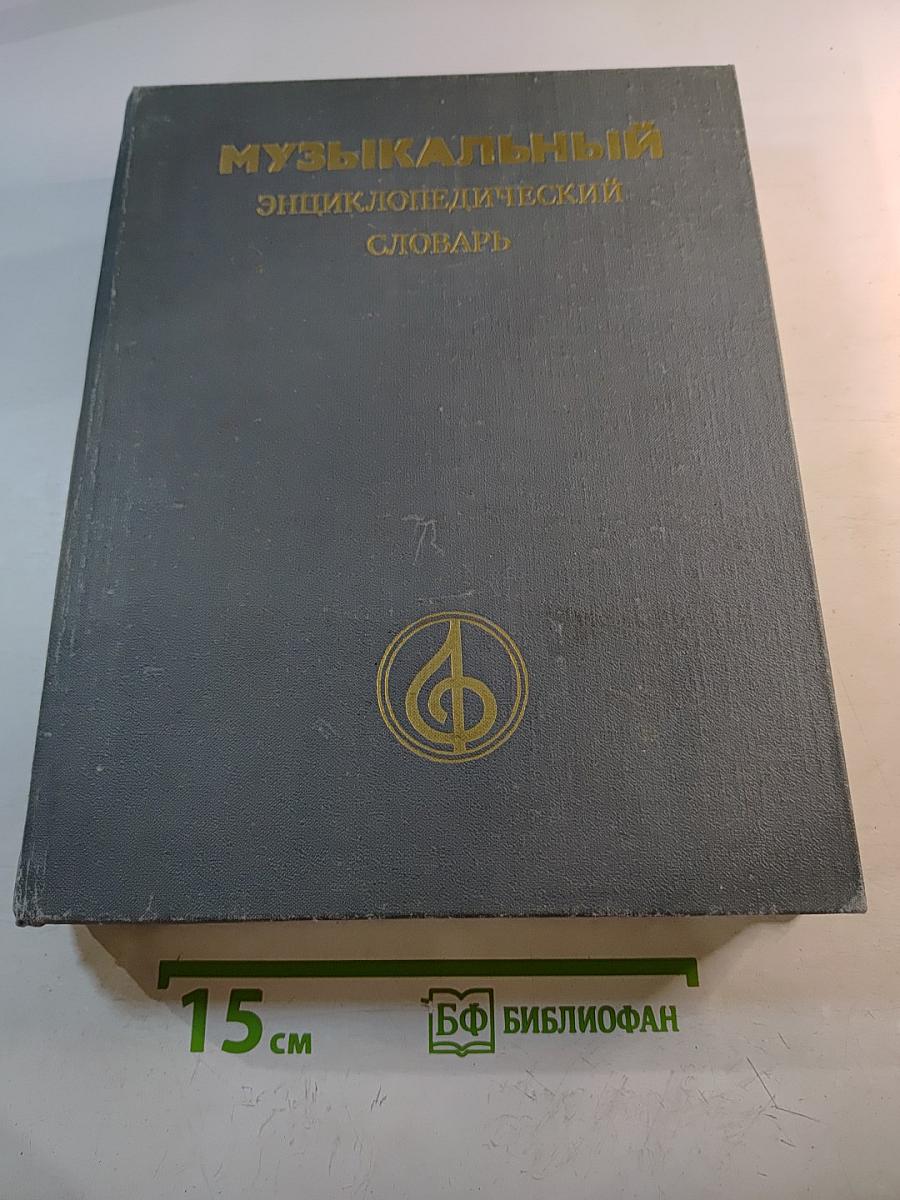 МУЗЫКАЛЬНЫЙ
ЭНЦИКЛОПЕДИЧЕСКИЙ
СЛОВАРЬ
15 см
БФ БИБЛИОФАН